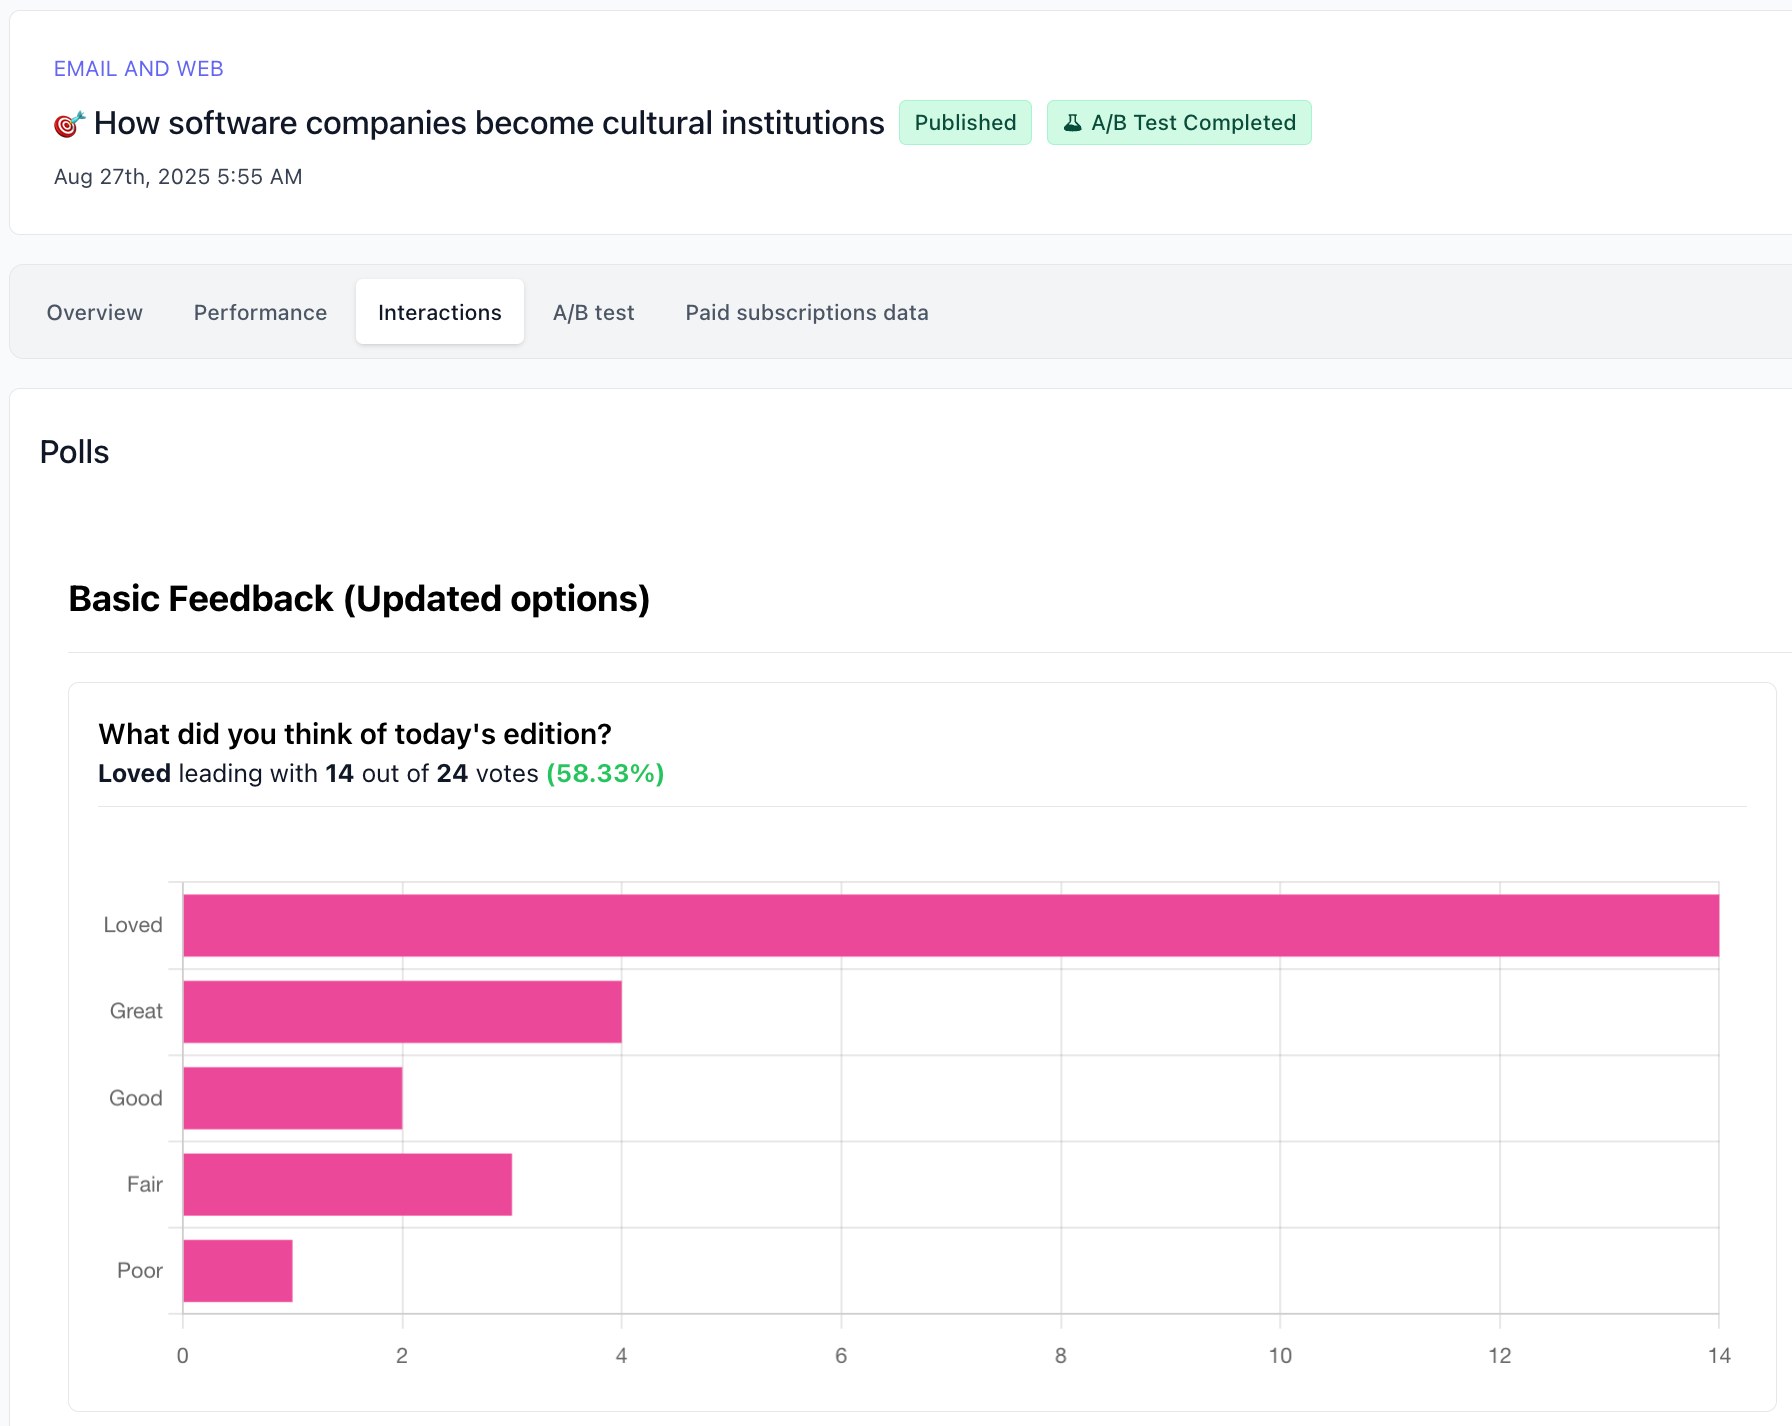 EMAIL AND WEB
🎯 How software companies become cultural institutions Published A/B Test Completed
Aug 27th, 2025 5:55 AM
Overview Performance Interactions A/B test Paid subscriptions data
Polls
Basic Feedback (Updated options)
What did you think of today's edition?
Loved leading with 14 out of 24 votes (58.33%)
Loved
Great
Good
Fair
Poor
0 2 4 6 8 10 12 14